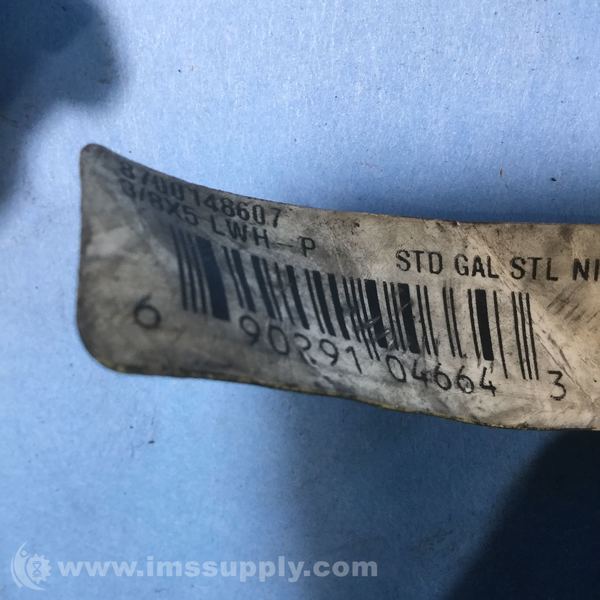 8700148607
3/8X5 LWH-P STD GAL STL NI
6 90291 04664 3
www.imssupply.com